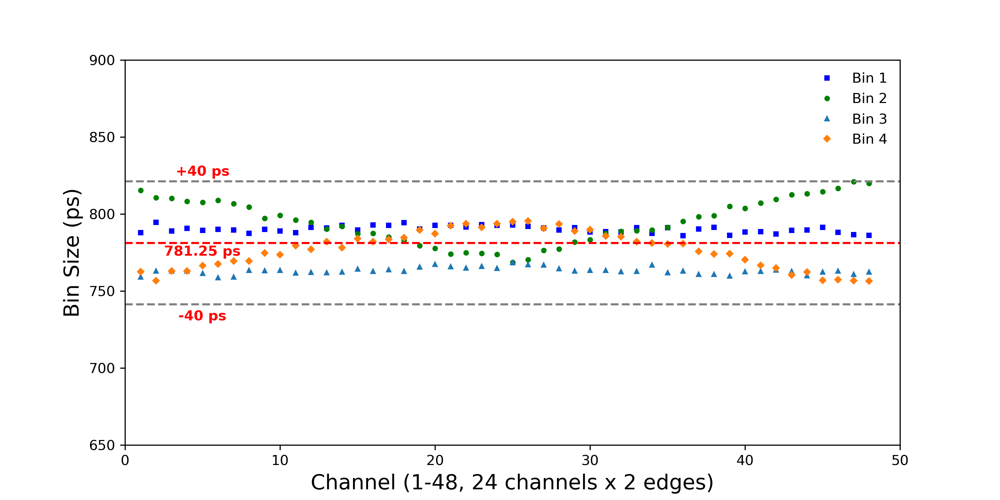 900
850
800
750
700
650
Bin Size (ps)
Bin 1
Bin 2
Bin 3
Bin 4
+40 ps
781.25 ps
-40 ps
0 10 20 30 40 50
Channel (1-48, 24 channels x 2 edges)